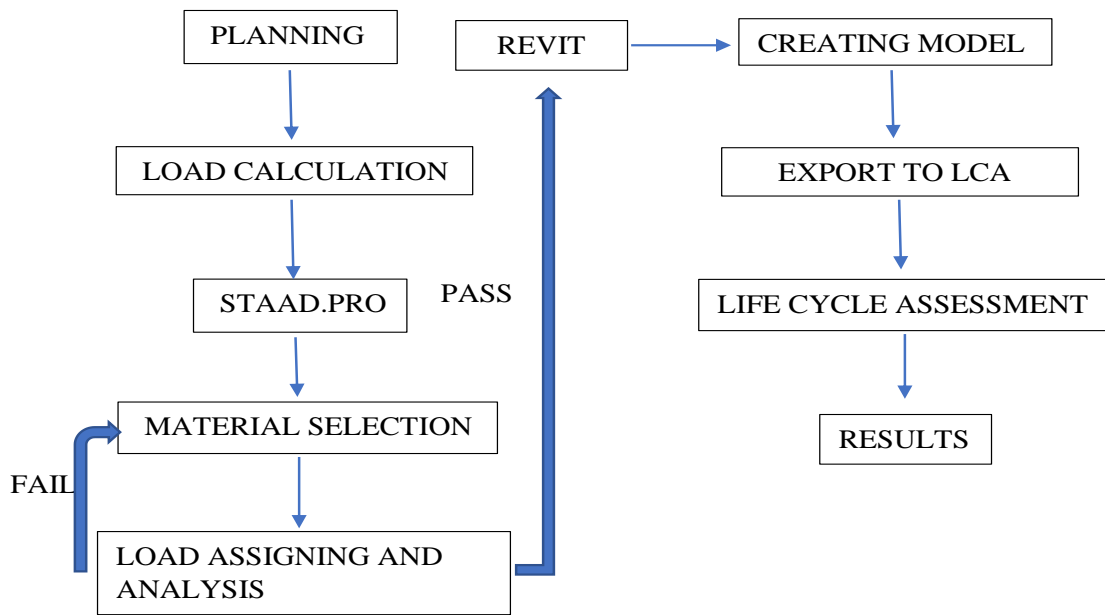 PLANNING
LOAD CALCULATION
STAAD.PRO
MATERIAL SELECTION
FAIL
LOAD ASSIGNING AND
ANALYSIS
PASS
REVIT
CREATING MODEL
EXPORT TO LCA
LIFE CYCLE ASSESSMENT
RESULTS